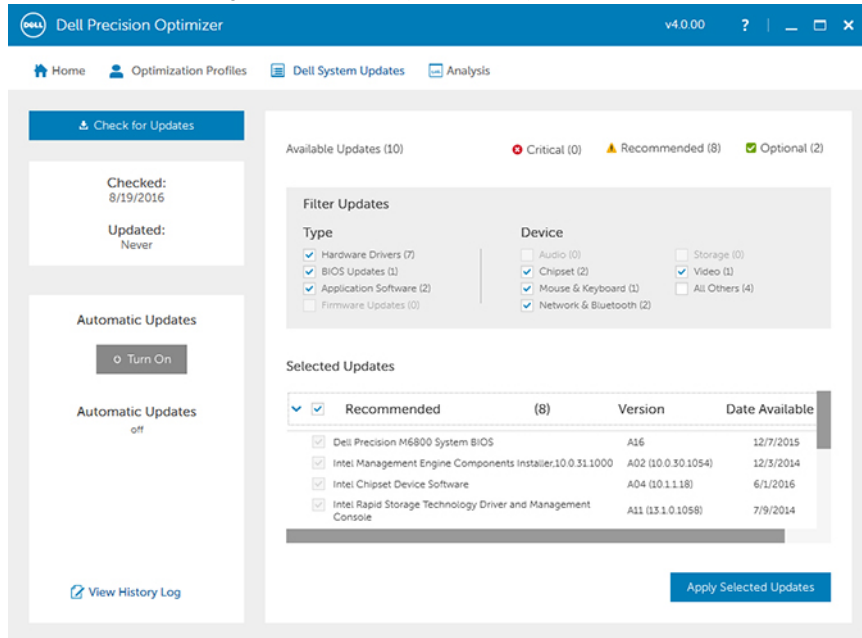 DELL Dell Precision Optimizer v4.0.00 ?
Home Optimization Profiles Dell System Updates Analysis
Check for Updates
Checked:
8/19/2016
Updated:
Never
Automatic Updates
Turn On
Automatic Updates
off
View History Log
Available Updates (10) Critical (0) Recommended (8) Optional (2)
Filter Updates
Type
Hardware Drivers (7)
BIOS Updates (1)
Application Software (2)
Firmware Updates (0)
Device
Audio (0) Storage (0)
Chipset (2) Video (1)
Mouse & Keyboard (1) All Others (4)
Network & Bluetooth (2)
Selected Updates
Recommended (8) Version Date Available
Dell Precision M6800 System BIOS A16 12/7/2015
Intel Management Engine Components Installer,10.0.31.1000 A02 (10.0.30.1054) 12/3/2014
Intel Chipset Device Software A04 (10.1.1.18) 6/1/2016
Intel Rapid Storage Technology Driver and Management
Console A11 (13.1.0.1058) 7/9/2014
Apply Selected Updates